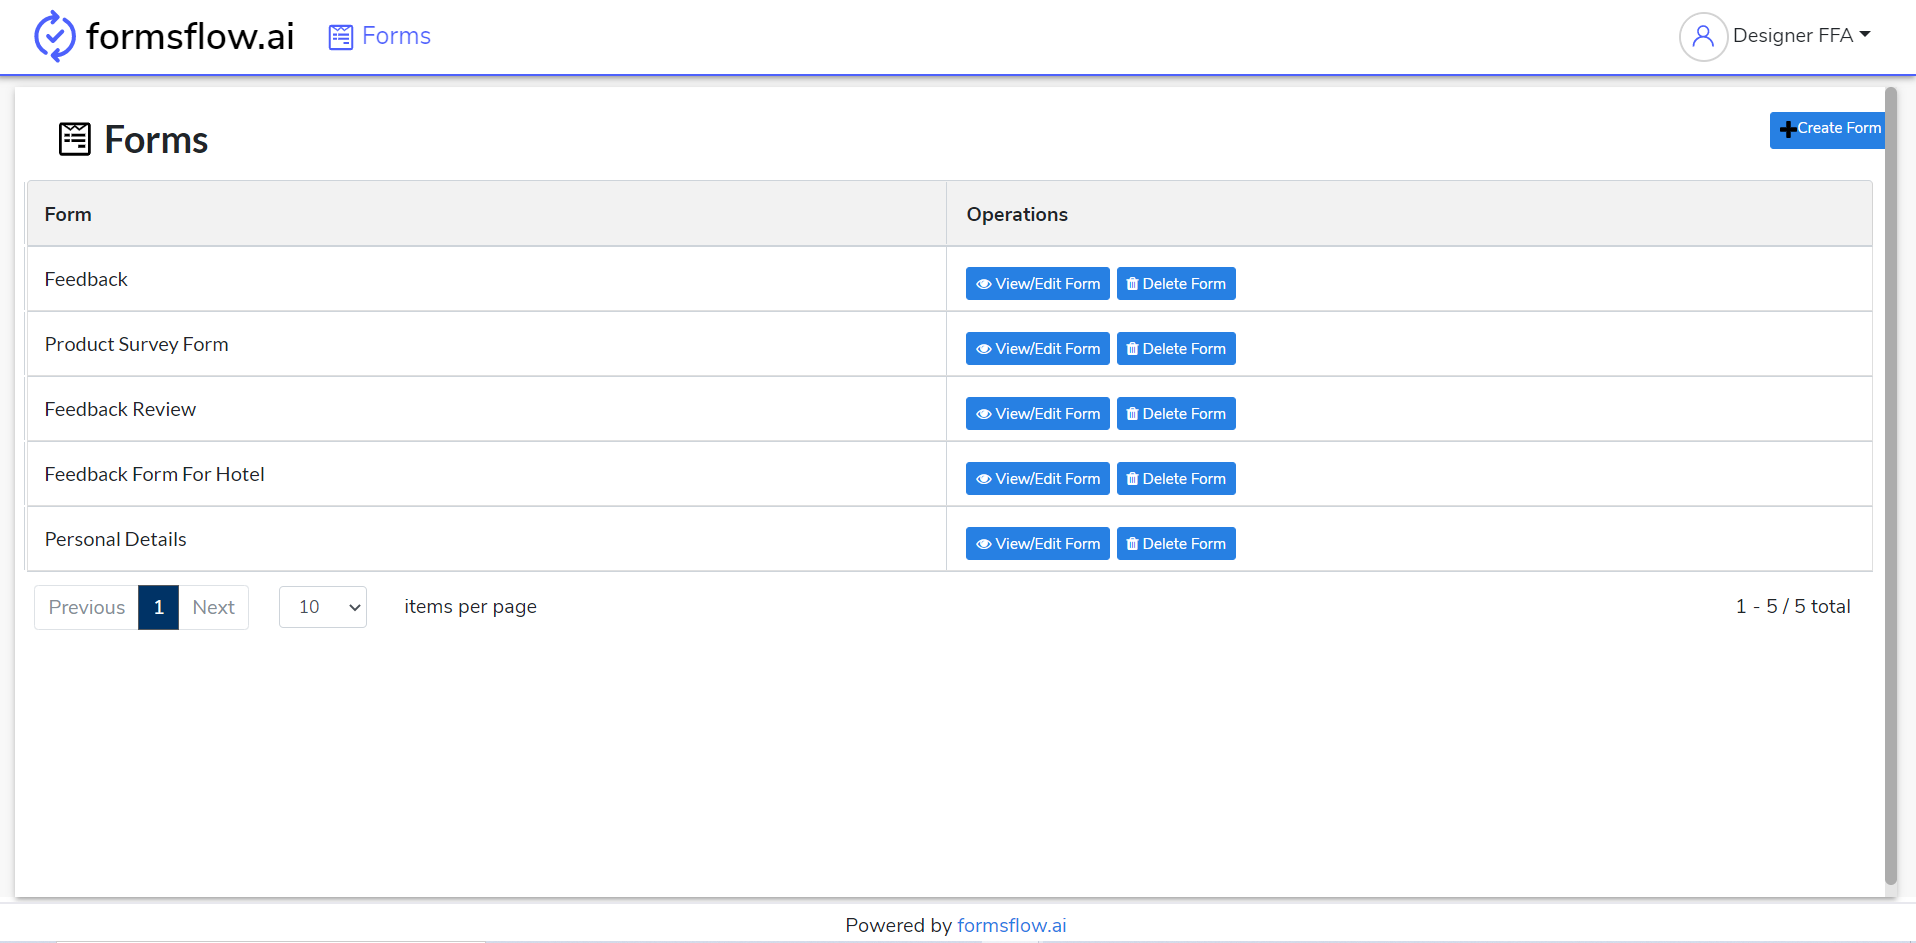 formsflow.ai Forms Designer FFA
Forms
Create Form
Form Operations
Feedback View/Edit Form Delete Form
Product Survey Form View/Edit Form Delete Form
Feedback Review View/Edit Form Delete Form
Feedback Form For Hotel View/Edit Form Delete Form
Personal Details View/Edit Form Delete Form
Previous 1 Next 10 items per page 1 - 5 / 5 total
Powered by formsflow.ai